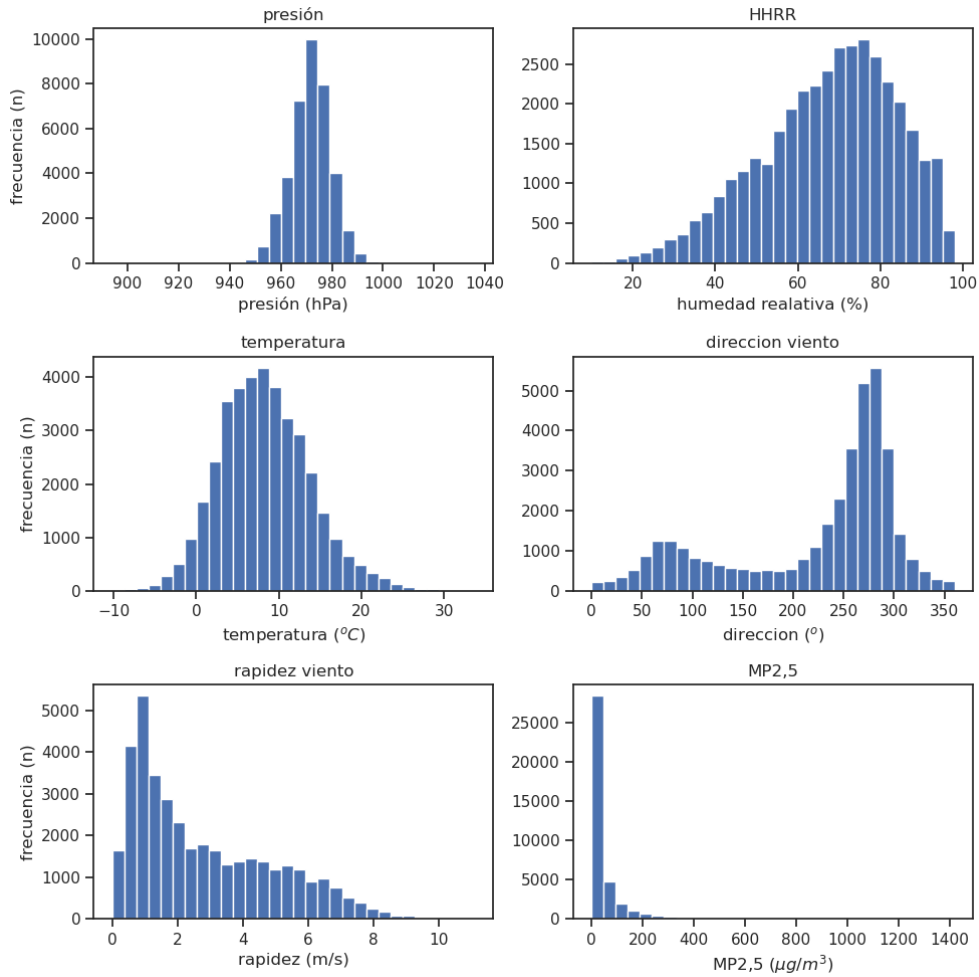 presión
10000
8000
6000
4000
2000
0
frecuencia (n)
900 920 940 960 980 1000 1020 1040
presión (hPa)
HHRR
2500
2000
1500
1000
500
0
20 40 60 80 100
humedad realativa (%)
temperatura
4000
3000
2000
1000
0
frecuencia (n)
−10 0 10 20 30
temperatura (°C)
direccion viento
5000
4000
3000
2000
1000
0
0 50 100 150 200 250 300 350
direccion (°)
rapidez viento
5000
4000
3000
2000
1000
0
frecuencia (n)
0 2 4 6 8 10
rapidez (m/s)
MP2,5
25000
20000
15000
10000
5000
0
0 200 400 600 800 1000 1200 1400
MP2,5 (μg/m³)